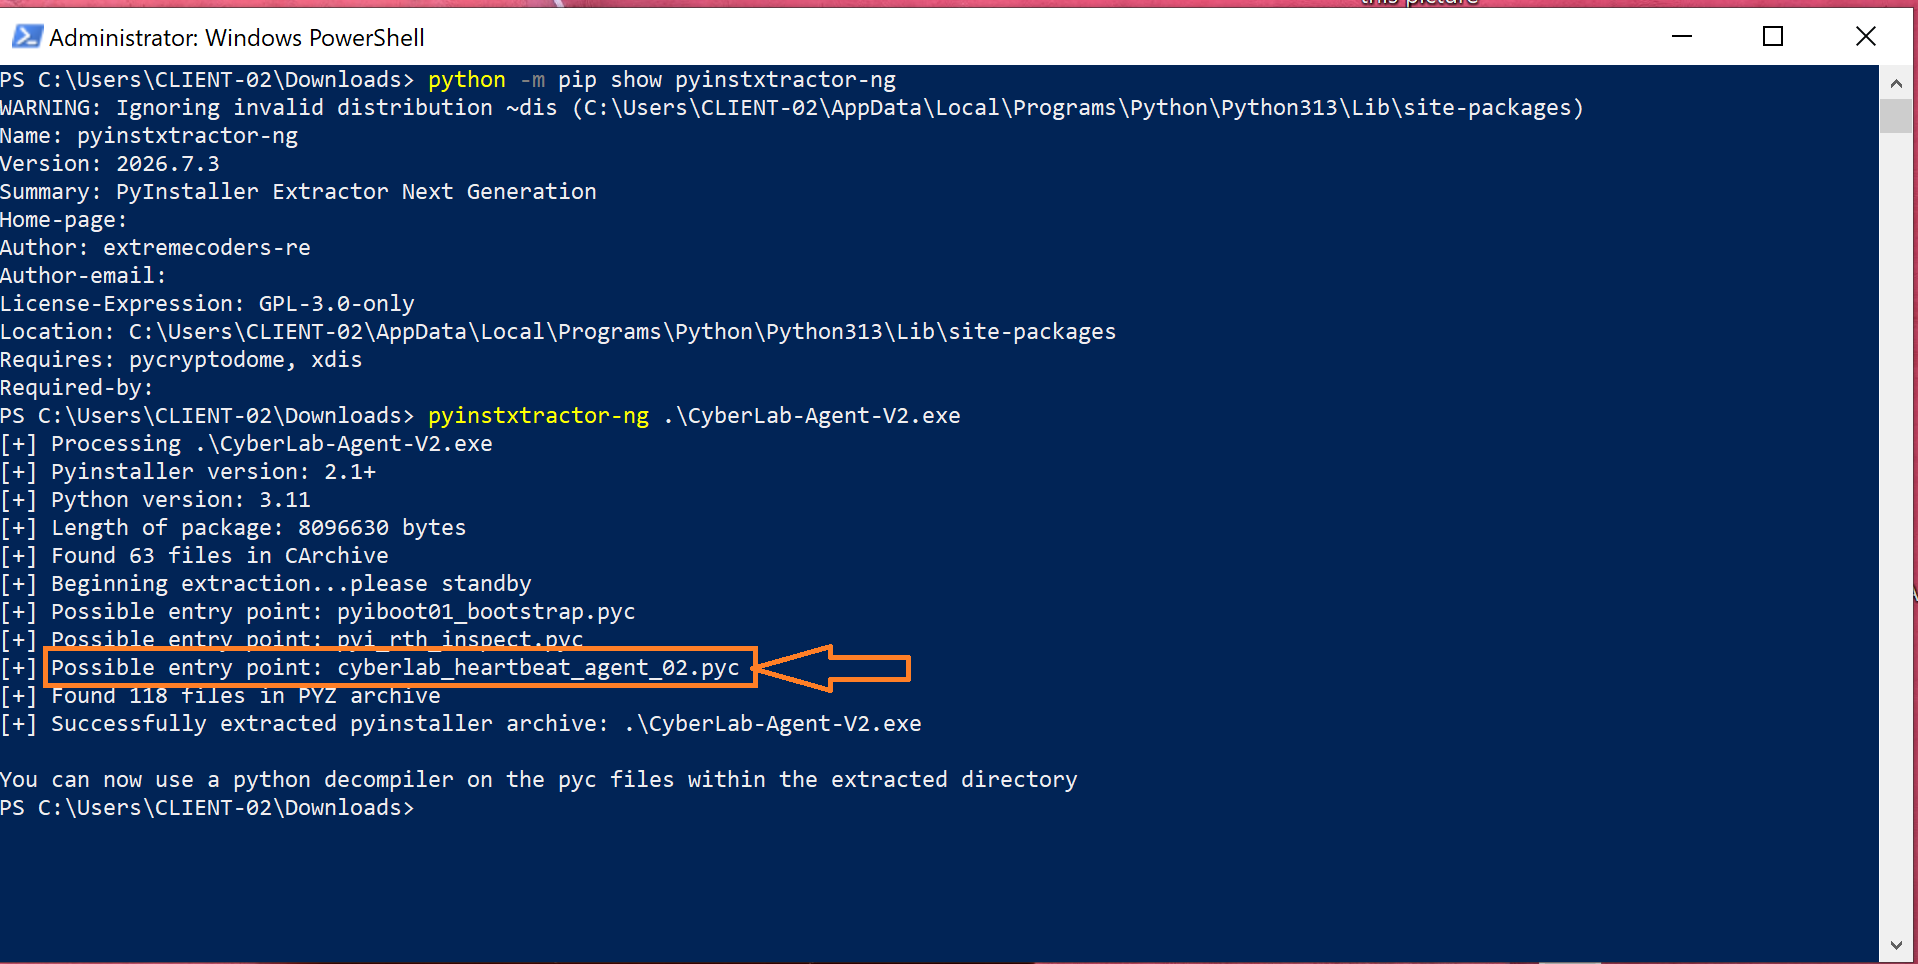 this picture
Administrator: Windows PowerShell
PS C:\Users\CLIENT-02\Downloads> python -m pip show pyinstxtractor-ng
WARNING: Ignoring invalid distribution ~dis (C:\Users\CLIENT-02\AppData\Local\Programs\Python\Python313\Lib\site-packages)
Name: pyinstxtractor-ng
Version: 2026.7.3
Summary: PyInstaller Extractor Next Generation
Home-page:
Author: extremecoders-re
Author-email:
License-Expression: GPL-3.0-only
Location: C:\Users\CLIENT-02\AppData\Local\Programs\Python\Python313\Lib\site-packages
Requires: pycryptodome, xdis
Required-by:
PS C:\Users\CLIENT-02\Downloads> pyinstxtractor-ng .\CyberLab-Agent-V2.exe
[+] Processing .\CyberLab-Agent-V2.exe
[+] Pyinstaller version: 2.1+
[+] Python version: 3.11
[+] Length of package: 8096630 bytes
[+] Found 63 files in CArchive
[+] Beginning extraction...please standby
[+] Possible entry point: pyiboot01_bootstrap.pyc
[+] Possible entry point: pyi_rth_inspect.pyc
[+] Possible entry point: cyberlab_heartbeat_agent_02.pyc
[+] Found 118 files in PYZ archive
[+] Successfully extracted pyinstaller archive: .\CyberLab-Agent-V2.exe
You can now use a python decompiler on the pyc files within the extracted directory
PS C:\Users\CLIENT-02\Downloads>